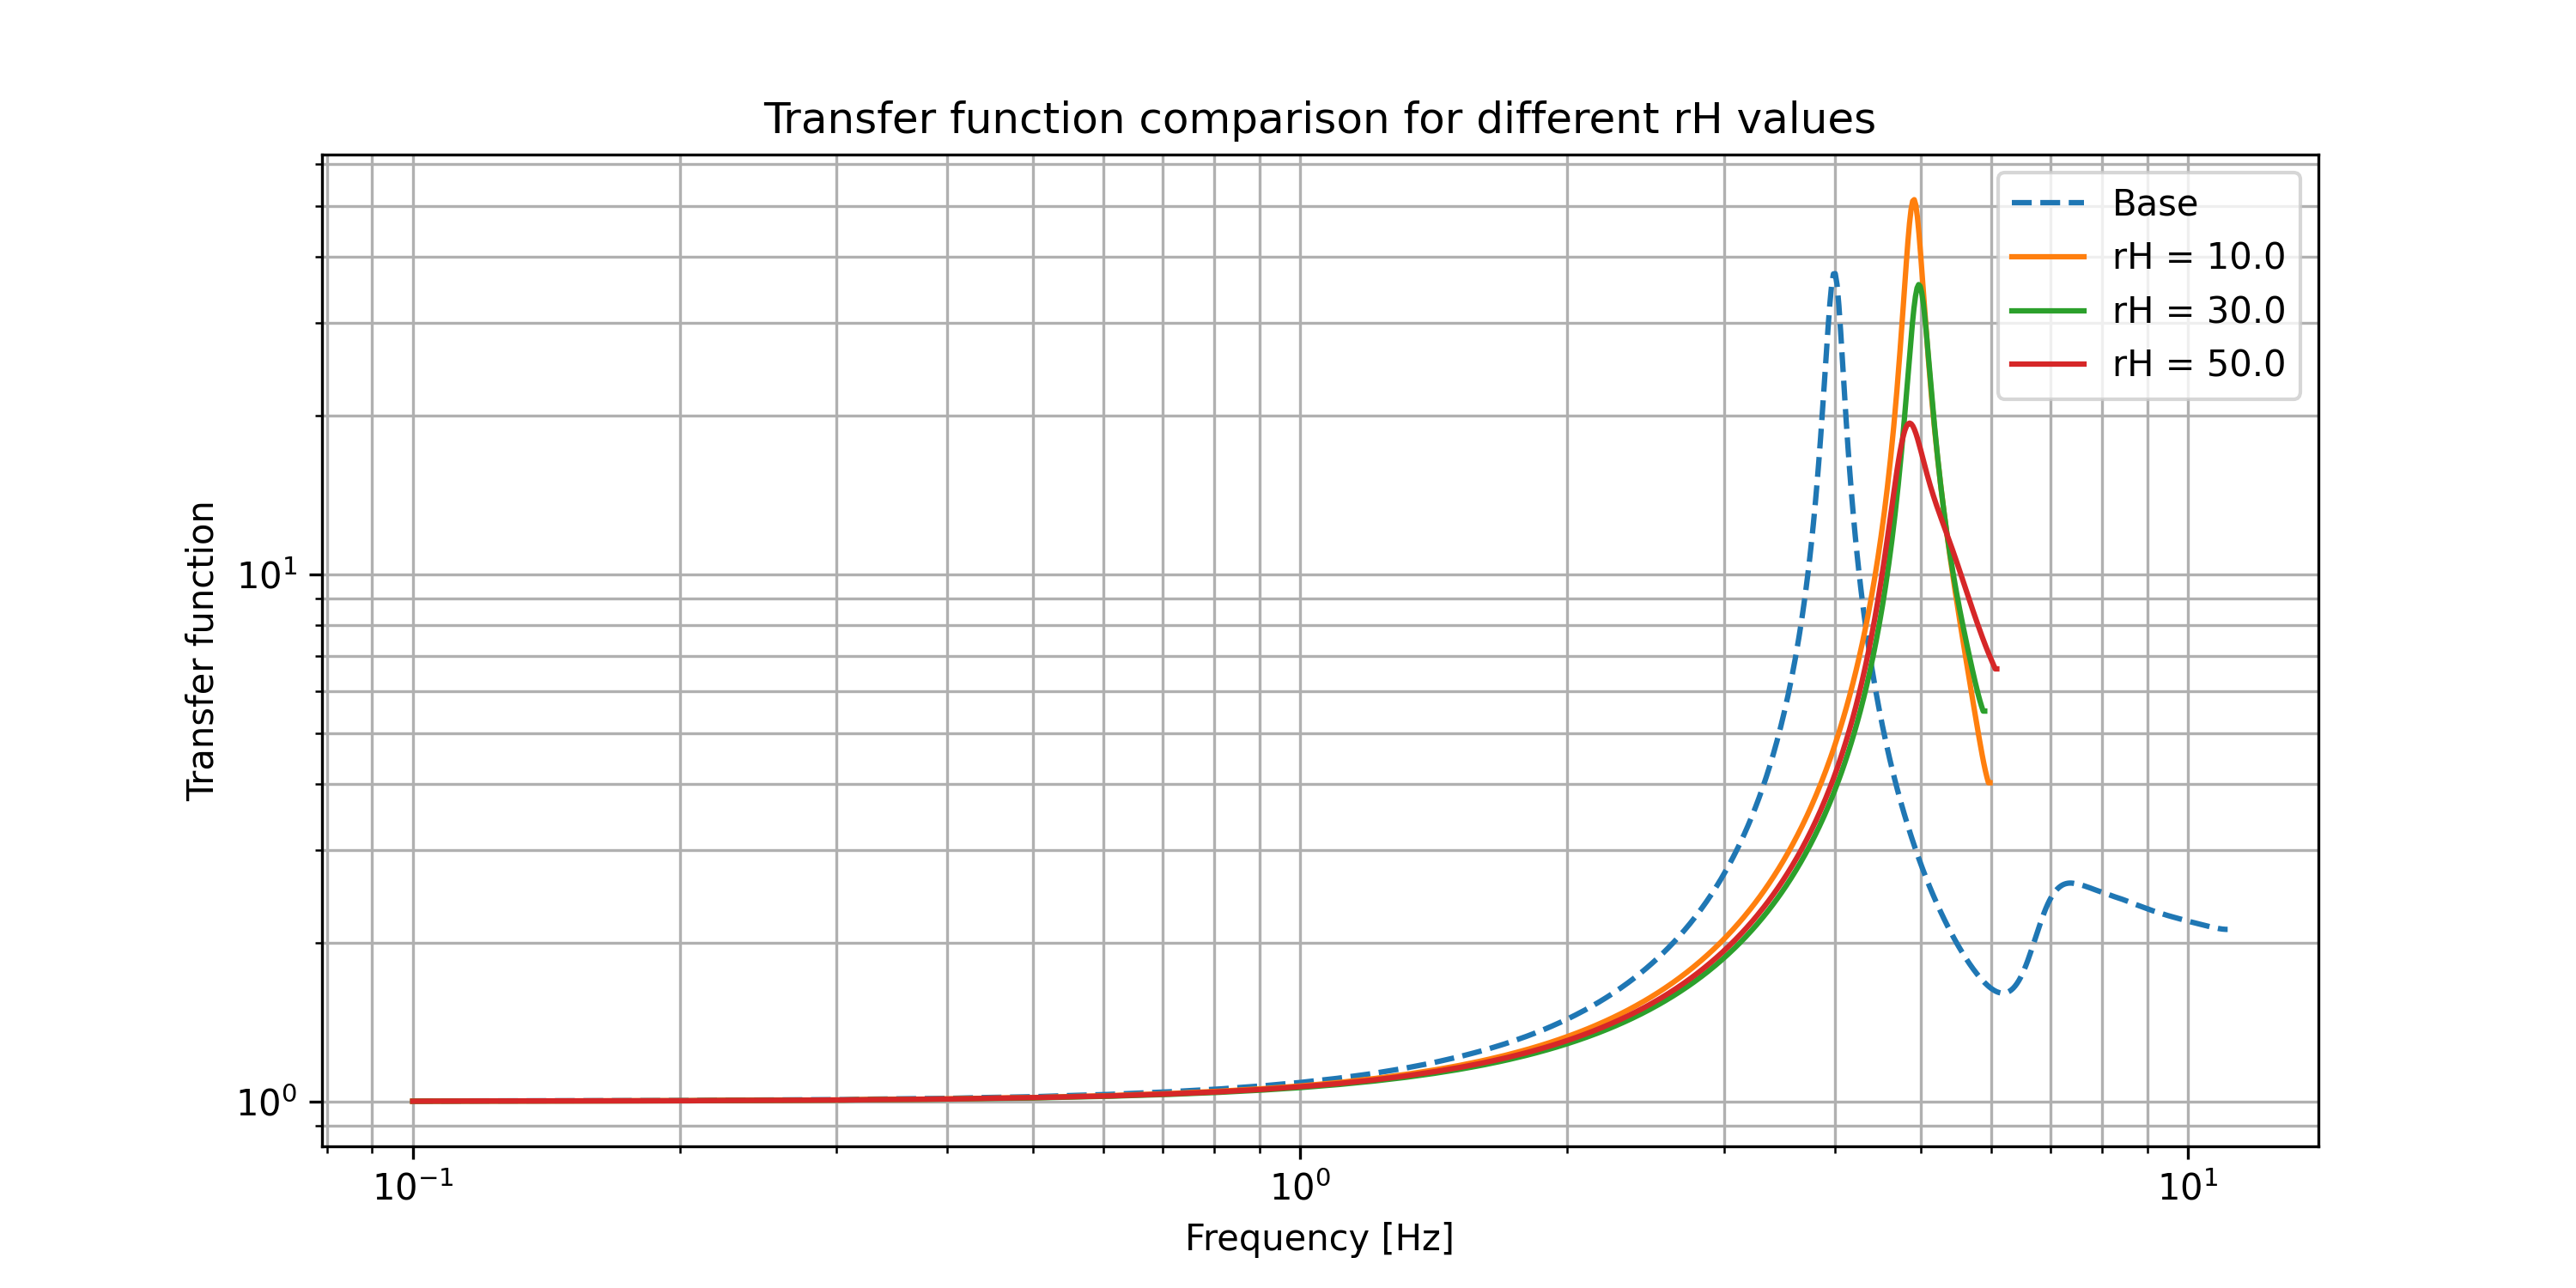 Transfer function comparison for different rH values
Base
rH = 10.0
rH = 30.0
rH = 50.0
Transfer function
10¹
10⁰
10⁻¹
10⁰
10¹
Frequency [Hz]